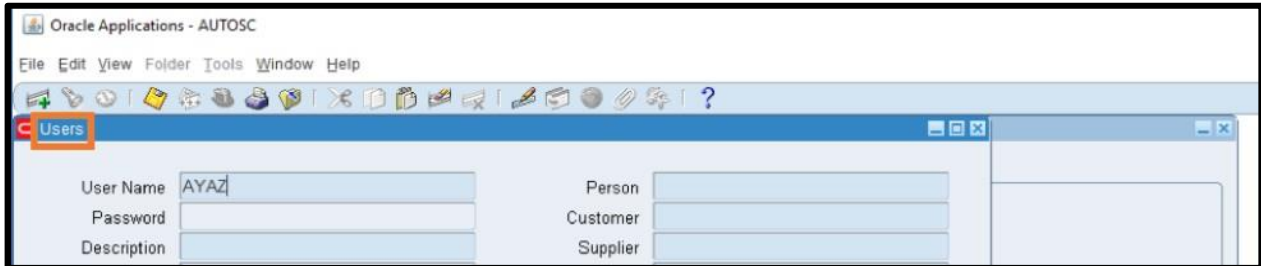 Oracle Applications - AUTOSC
File Edit View Folder Tools Window Help
?
Users
User Name AYAZ Person
Password Customer
Description Supplier